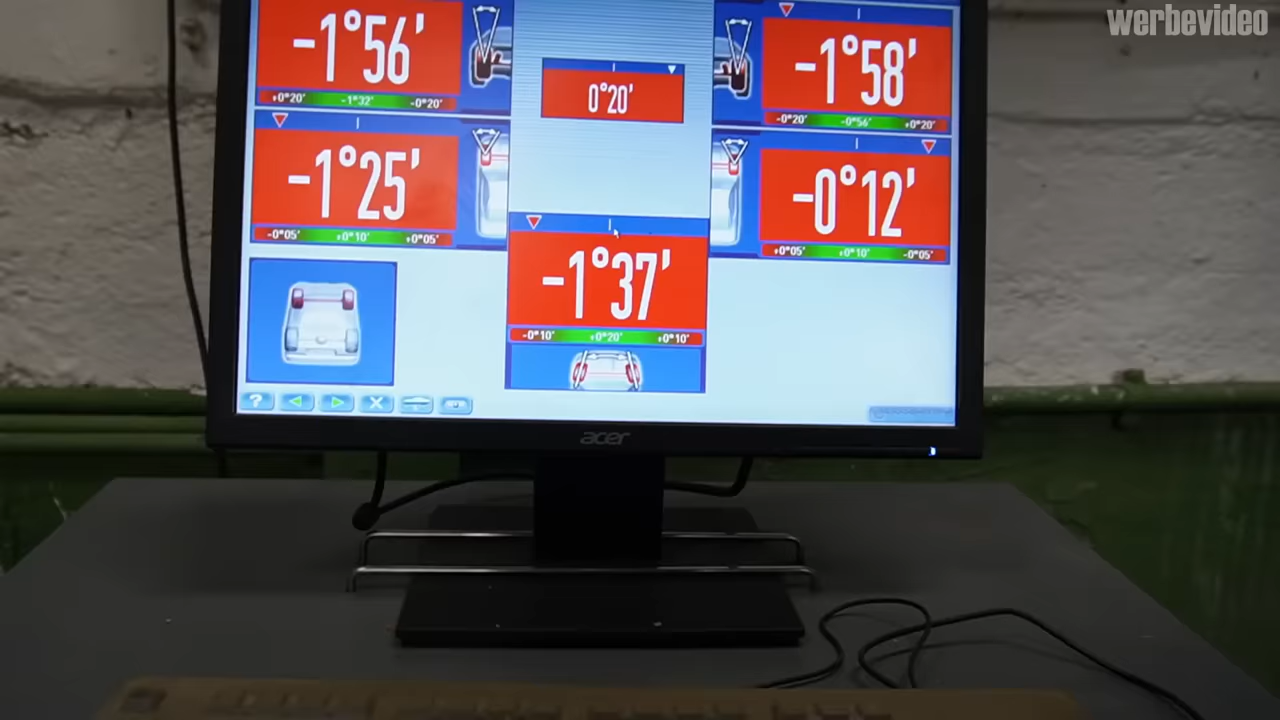 werbevideo
-1°56'
+0°20' -1°32' -0°20'
0°20'
-1°58'
-0°20' -0°56' +0°20'
-1°25'
-0°05' +0°10' +0°05'
-0°12'
+0°05' +0°10' -0°05'
-1°37'
-0°10' +0°20' +0°10'
?
acer